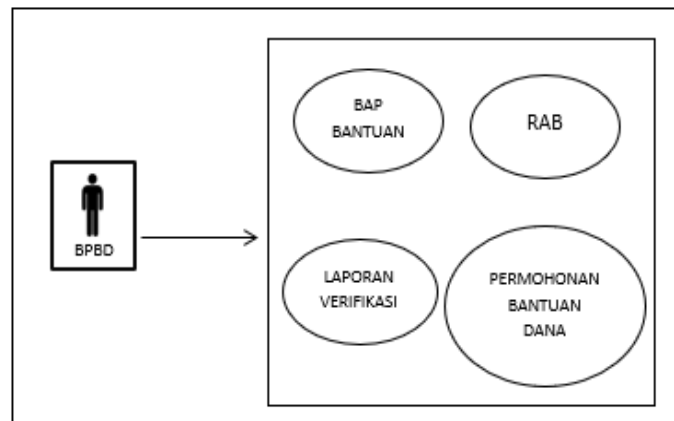 BAP
BANTUAN
RAB
BPBD
LAPORAN
VERIFIKASI
PERMOHONAN
BANTUAN
DANA